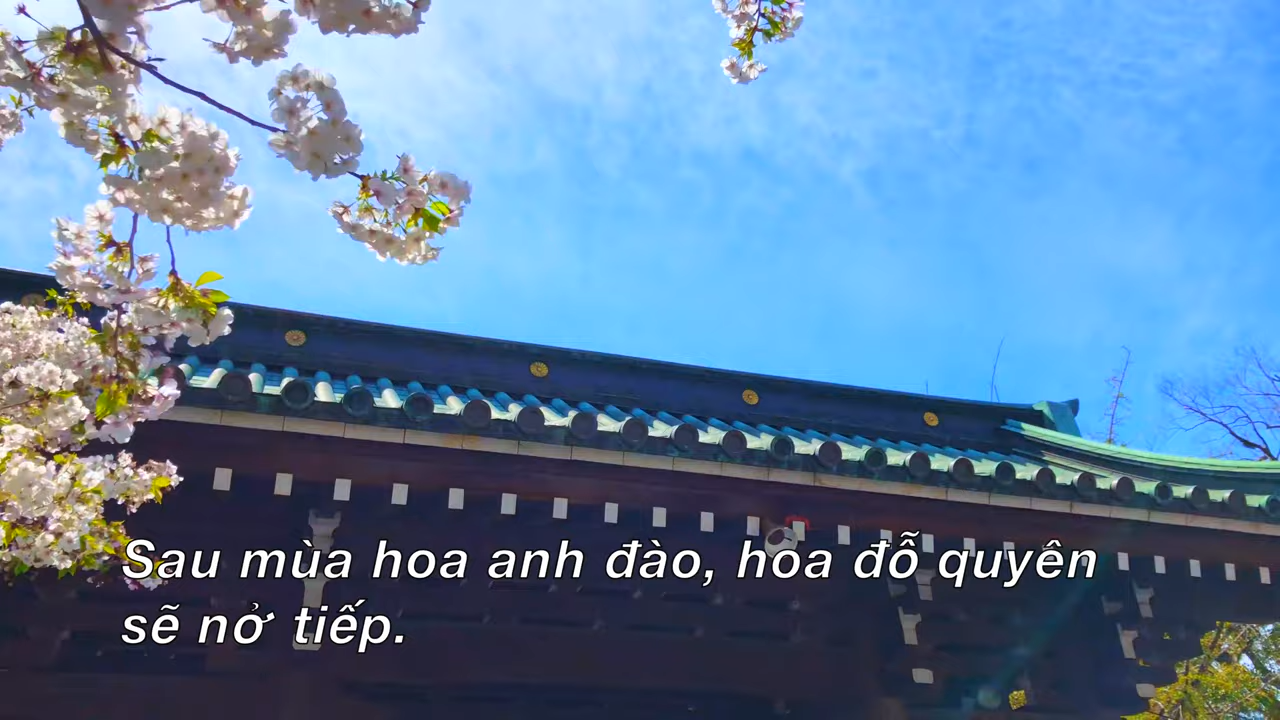 Sau mùa hoa anh đào, hoa đỗ quyên
sẽ nở tiếp.